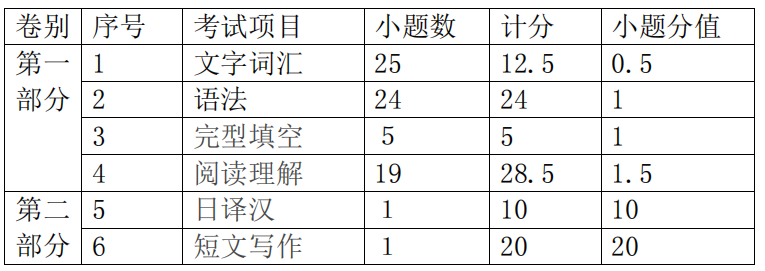 卷别 序号 考试项目 小题数 计分 小题分值
第一部分 1 文字词汇 25 12.5 0.5
2 语法 24 24 1
3 完型填空 5 5 1
4 阅读理解 19 28.5 1.5
第二部分 5 日译汉 1 10 10
6 短文写作 1 20 20